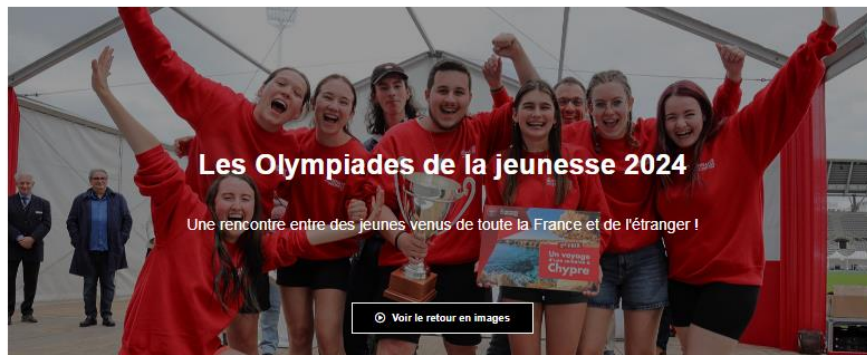 Les Olympiades de la jeunesse 2024
Une rencontre entre des jeunes venus de toute la France et de l'étranger !
Un voyage
Chypre
Voir le retour en images